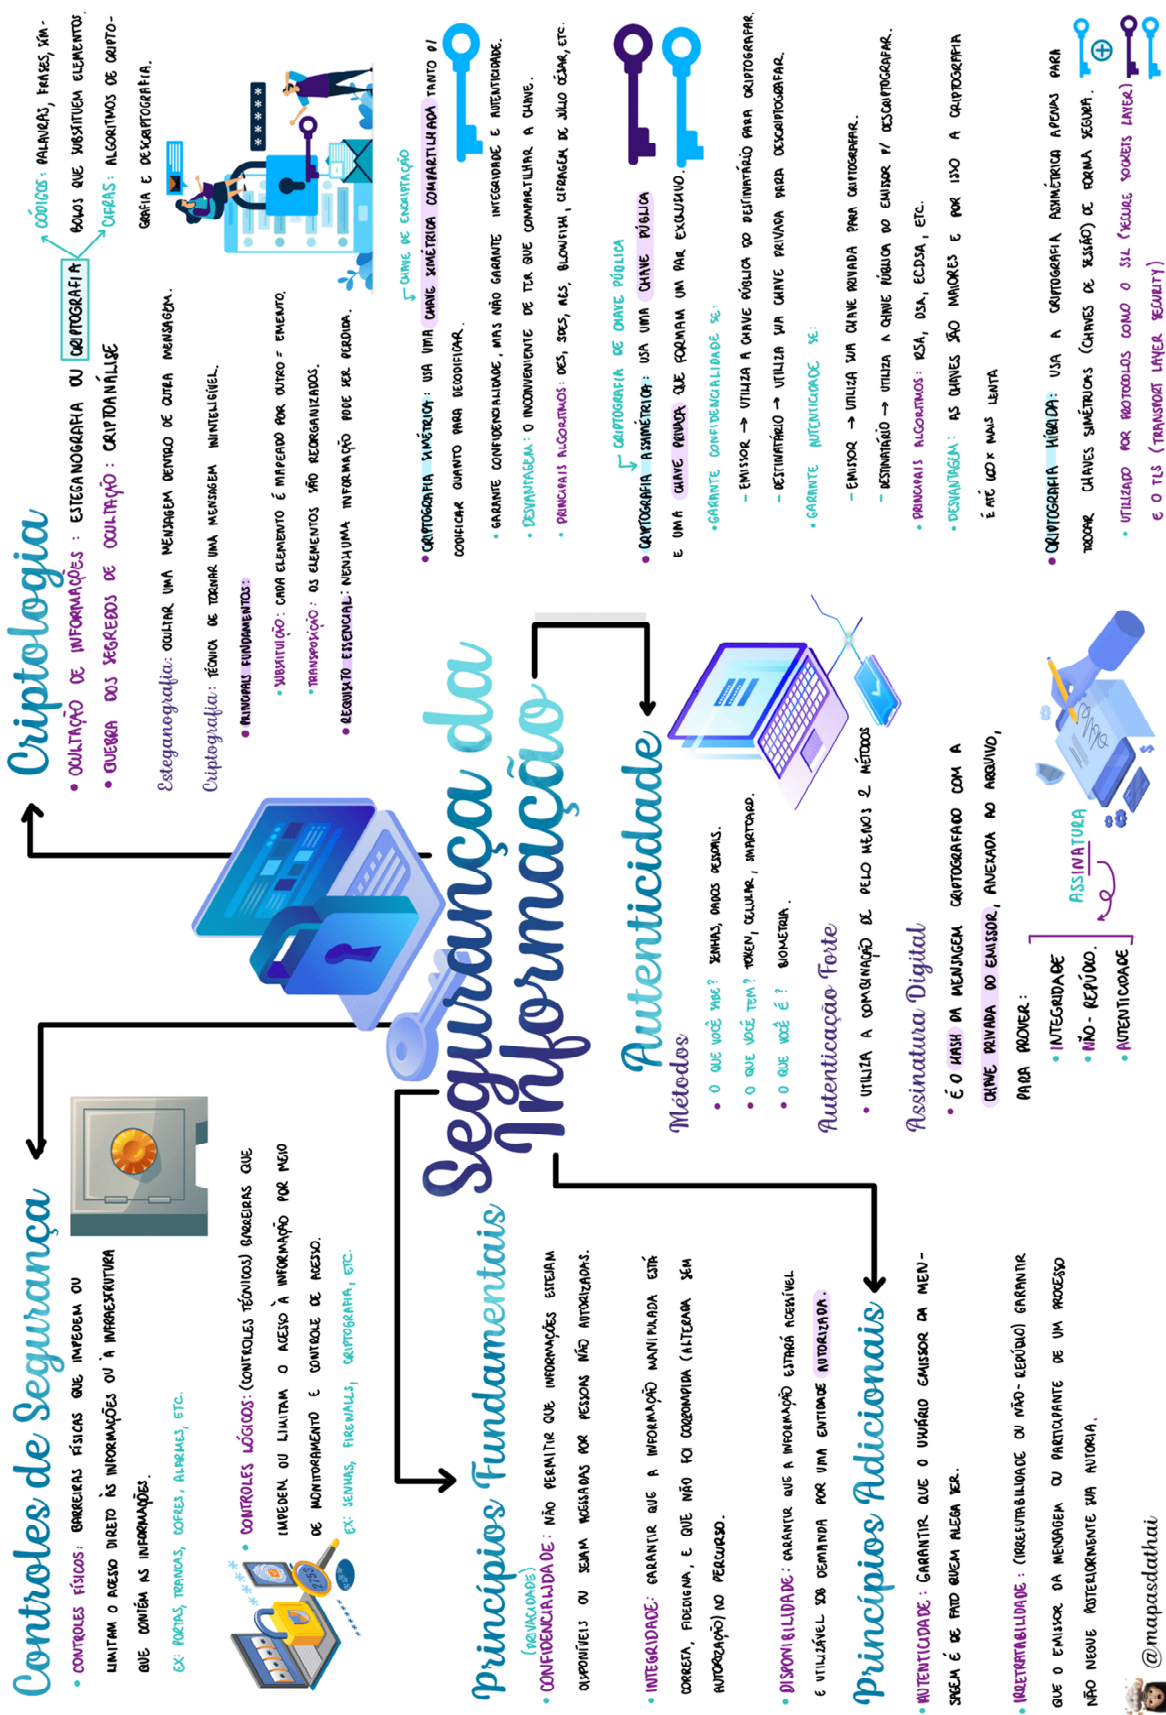 Segurança da
Informação
Controles de Segurança
• CONTROLES FÍSICOS: BARREIRAS FÍSICAS QUE IMPEDEM OU
LIMITAM O ACESSO DIRETO ÀS INFORMAÇÕES OU À INFRAESTRUTURA
QUE CONTÉM AS INFORMAÇÕES.
EX: PORTAS, TRANCAS, COFRES, ALARMES, ETC.
• CONTROLES LÓGICOS: (CONTROLES TÉCNICOS) BARREIRAS QUE
IMPEDEM OU LIMITAM O ACESSO À INFORMAÇÃO POR MEIO
DE MONITORAMENTO E CONTROLE DE ACESSO.
EX: SENHAS, FIREWALLS, CRIPTOGRAFIA, ETC.
Princípios Fundamentais
(PRIVACIDADE)
• CONFIDENCIALIDADE: NÃO PERMITIR QUE INFORMAÇÕES ESTEJAM
DISPONÍVEIS OU SEJAM ACESSADAS POR PESSOAS NÃO AUTORIZADAS.
• INTEGRIDADE: GARANTIR QUE A INFORMAÇÃO MANIPULADA ESTÁ
CORRETA, FIDEDIGNA, E QUE NÃO FOI CORROMPIDA (ALTERADA SEM
AUTORIZAÇÃO) NO PERCURSO.
• DISPONIBILIDADE: GARANTIR QUE A INFORMAÇÃO ESTARÁ ACESSÍVEL
E UTILIZÁVEL SOB DEMANDA POR UMA ENTIDADE AUTORIZADA.
Princípios Adicionais
• AUTENTICIDADE: GARANTIR QUE O USUÁRIO EMISSOR DA MEN-
SAGEM É DE FATO QUEM ALEGA SER.
• IRRETRATABILIDADE: (IRREFUTABILIDADE OU NÃO-REPÚDIO) GARANTIR
QUE O EMISSOR DA MENSAGEM OU PARTICIPANTE DE UM PROCESSO
NÃO NEGUE POSTERIORMENTE SUA AUTORIA.
@mapasdathai
Criptologia
• OCULTAÇÃO DE INFORMAÇÕES: ESTEGANOGRAFIA OU CRIPTOGRAFIA
CÓDIGOS: PALAVRAS, FRASES, SÍM-
BOLOS QUE SUBSTITUEM ELEMENTOS.
CIFRAS: ALGORITMOS DE CRIPTO-
GRAFIA E DESCRIPTOGRAFIA.
• QUEBRA DOS SEGREDOS DE OCULTAÇÃO: CRIPTOANÁLISE
Esteganografia: OCULTAR UMA MENSAGEM DENTRO DE OUTRA MENSAGEM.
Criptografia: TÉCNICA DE TORNAR UMA MENSAGEM ININTELIGÍVEL.
• PRINCIPAIS FUNDAMENTOS:
• SUBSTITUIÇÃO: CADA ELEMENTO É MAPEADO POR OUTRO ELEMENTO.
• TRANSPOSIÇÃO: OS ELEMENTOS SÃO REORGANIZADOS.
• REQUISITO ESSENCIAL: NENHUMA INFORMAÇÃO PODE SER PERDIDA.
CHAVE DE ENCRIPTAÇÃO
• CRIPTOGRAFIA SIMÉTRICA: USA UMA CHAVE SIMÉTRICA COMPARTILHADA TANTO P/
CODIFICAR QUANTO PARA DECODIFICAR.
• GARANTE CONFIDENCIALIDADE, MAS NÃO GARANTE INTEGRIDADE E AUTENTICIDADE.
• DESVANTAGEM: O INCONVENIENTE DE TER QUE COMPARTILHAR A CHAVE.
• PRINCIPAIS ALGORITMOS: DES, 3DES, AES, BLOWFISH, CIFRAGEM DE JÚLIO CÉSAR, ETC.
CRIPTOGRAFIA DE CHAVE PÚBLICA
• CRIPTOGRAFIA ASSIMÉTRICA: USA UMA CHAVE PÚBLICA
E UMA CHAVE PRIVADA QUE FORMAM UM PAR EXCLUSIVO.
• GARANTE CONFIDENCIALIDADE SE:
- EMISSOR → UTILIZA A CHAVE PÚBLICA DO DESTINATÁRIO PARA CRIPTOGRAFAR.
- DESTINATÁRIO → UTILIZA SUA CHAVE PRIVADA PARA DESCRIPTOGRAFAR.
• GARANTE AUTENTICIDADE SE:
- EMISSOR → UTILIZA SUA CHAVE PRIVADA PARA CRIPTOGRAFAR.
- DESTINATÁRIO → UTILIZA A CHAVE PÚBLICA DO EMISSOR P/ DESCRIPTOGRAFAR.
• PRINCIPAIS ALGORITMOS: RSA, DSA, ECDSA, ETC.
• DESVANTAGEM: AS CHAVES SÃO MAIORES E POR ISSO A CRIPTOGRAFIA
É ATÉ 60X MAIS LENTA
• CRIPTOGRAFIA HÍBRIDA: USA A CRIPTOGRAFIA ASSIMÉTRICA APENAS PARA
TROCAR CHAVES SIMÉTRICAS (CHAVES DE SESSÃO) DE FORMA SEGURA.
• UTILIZADO POR PROTOCOLOS COMO O SSL (SECURE SOCKETS LAYER)
E O TLS (TRANSPORT LAYER SECURITY)
Autenticidade
Métodos
• O QUE VOCÊ SABE? SENHAS, DADOS PESSOAIS.
• O QUE VOCÊ TEM? TOKEN, CELULAR, SMARTCARD.
• O QUE VOCÊ É? BIOMETRIA.
Autenticação Forte
• UTILIZA A COMBINAÇÃO DE PELO MENOS 2 MÉTODOS
Assinatura Digital
• É O HASH DA MENSAGEM CRIPTOGRAFADO COM A
CHAVE PRIVADA DO EMISSOR, ANEXADA AO ARQUIVO,
PARA PROVER:
• INTEGRIDADE
• NÃO-REPÚDIO.
• AUTENTICIDADE
ASSINATURA